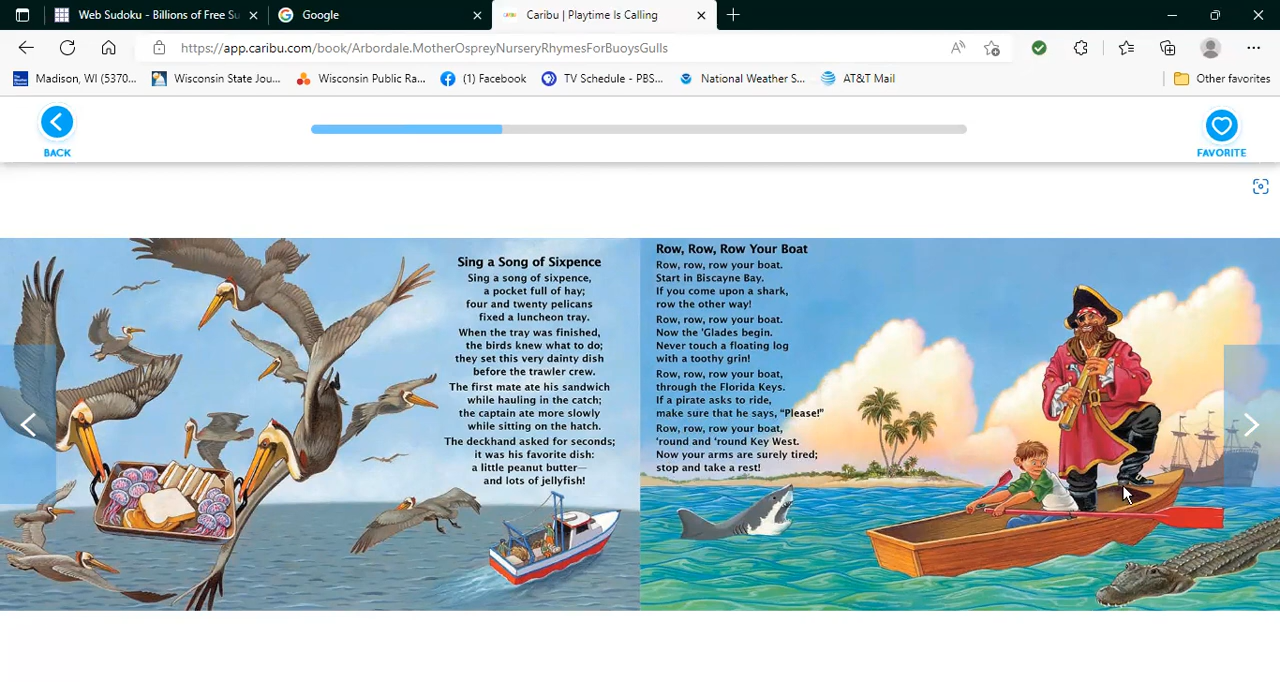 Web Sudoku - Billions of Free Su
Google
Caribu | Playtime Is Calling
https://app.caribu.com/book/Arbordale.MotherOspreyNurseryRhymesForBuoysGulls
Madison, WI (5370...
Wisconsin State Jou...
Wisconsin Public Ra...
(1) Facebook
TV Schedule - PBS...
National Weather S...
AT&T Mail
Other favorites
BACK
FAVORITE
Sing a Song of Sixpence
Sing a song of sixpence,
a pocket full of hay;
four and twenty pelicans
fixed a luncheon tray.
When the tray was finished,
the birds knew what to do;
they set this very dainty dish
before the trawler crew.
The first mate ate his sandwich
while hauling in the catch;
the captain ate more slowly
while sitting on the hatch.
The deckhand asked for seconds;
it was his favorite dish:
a little peanut butter—
and lots of jellyfish!
Row, Row, Row Your Boat
Row, row, row your boat.
Start in Biscayne Bay.
If you come upon a shark,
row the other way!
Row, row, row your boat.
Now the 'Glades begin.
Never touch a floating log
with a toothy grin!
Row, row, row your boat,
through the Florida Keys.
If a pirate asks to ride,
make sure that he says, "Please!"
Row, row, row your boat,
'round and 'round Key West.
Now your arms are surely tired;
stop and take a rest!